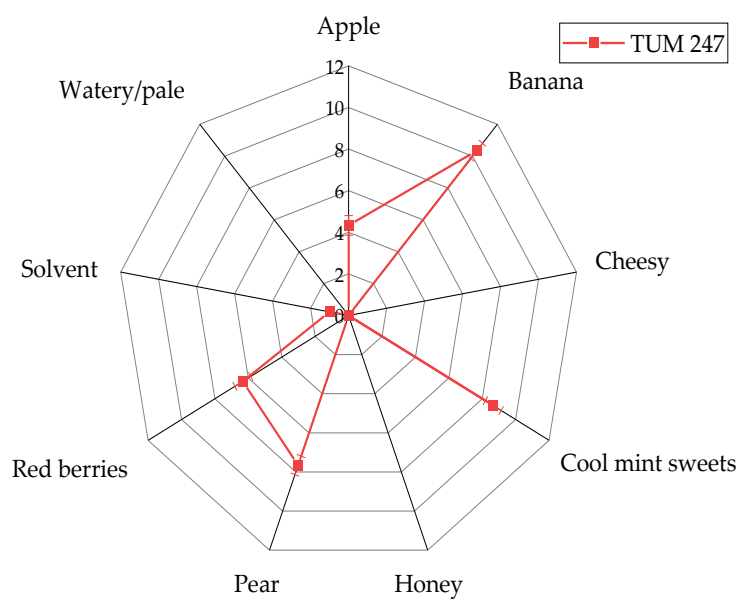 Apple
TUM 247
Banana
Watery/pale
12
10
8
6
4
2
0
Cheesy
Solvent
Cool mint sweets
Red berries
Pear
Honey